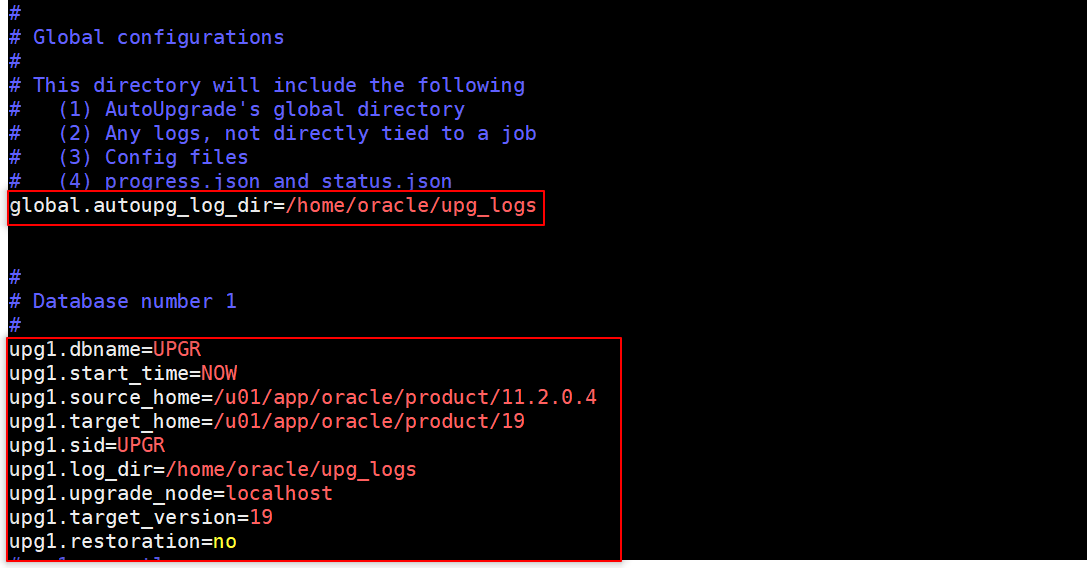 #
# Global configurations
#
# This directory will include the following
#   (1) AutoUpgrade's global directory
#   (2) Any logs, not directly tied to a job
#   (3) Config files
#   (4) progress.json and status.json
global.autoupg_log_dir=/home/oracle/upg_logs
#
# Database number 1
#
upg1.dbname=UPGR
upg1.start_time=NOW
upg1.source_home=/u01/app/oracle/product/11.2.0.4
upg1.target_home=/u01/app/oracle/product/19
upg1.sid=UPGR
upg1.log_dir=/home/oracle/upg_logs
upg1.upgrade_node=localhost
upg1.target_version=19
upg1.restoration=no